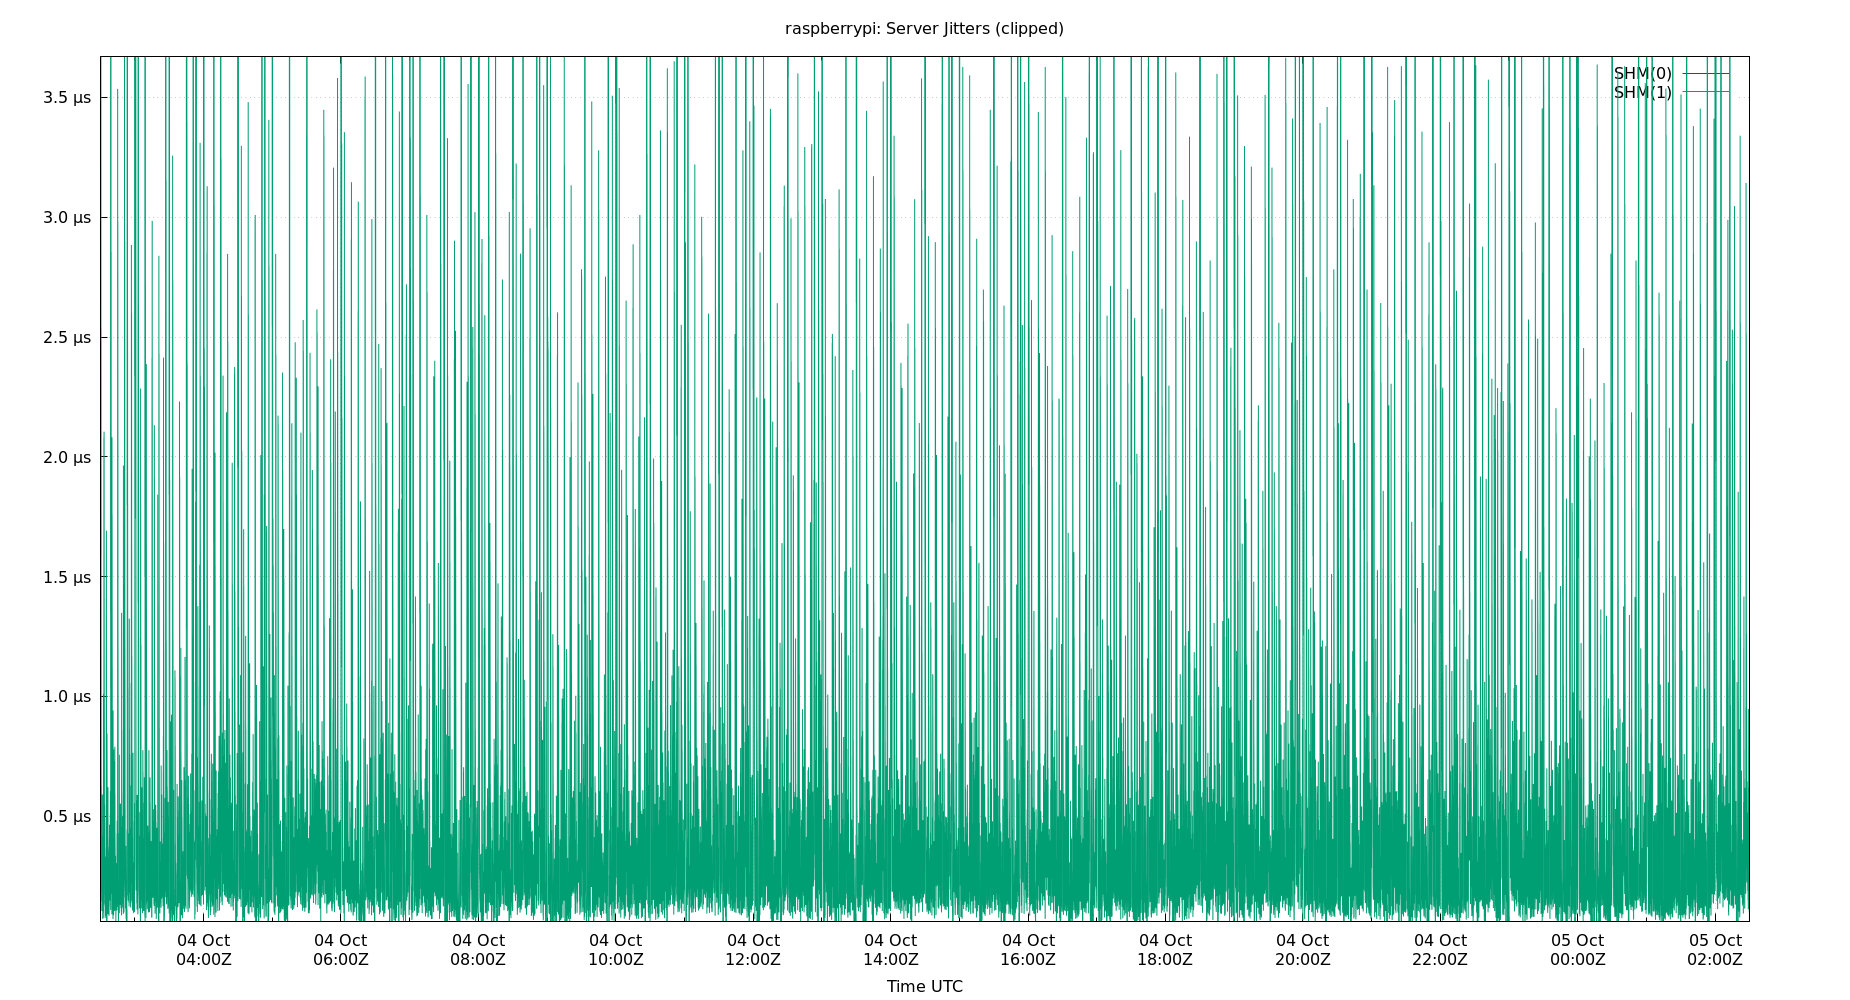 raspberrypi: Server Jitters (clipped)
SHM(0)
SHM(1)
3.5 µs
3.0 µs
2.5 µs
2.0 µs
1.5 µs
1.0 µs
0.5 µs
04 Oct 04 Oct 04 Oct 04 Oct 04 Oct 04 Oct 04 Oct 04 Oct 04 Oct 04 Oct 05 Oct 05 Oct
04:00Z 06:00Z 08:00Z 10:00Z 12:00Z 14:00Z 16:00Z 18:00Z 20:00Z 22:00Z 00:00Z 02:00Z
Time UTC